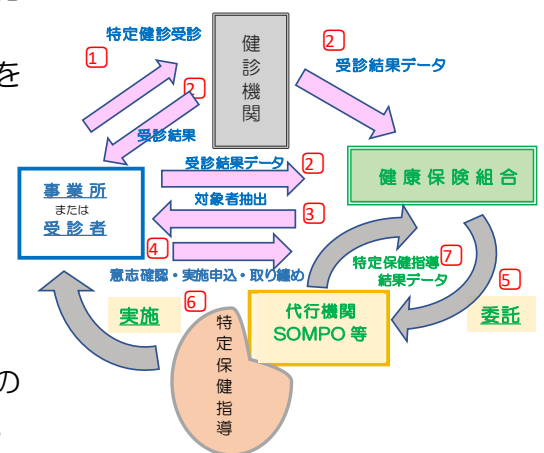 特定健診受診
1
健診機関
2
受診結果データ
を
2
受診結果
受診結果データ
2
事業所
または
受診者
健康保険組合
対象者抽出
3
4
意志確認・実施申込・取り纏め
特定保健指導
結果データ
7
5
委託
6
実施
代行機関
SOMPO 等
特定保健指導
の